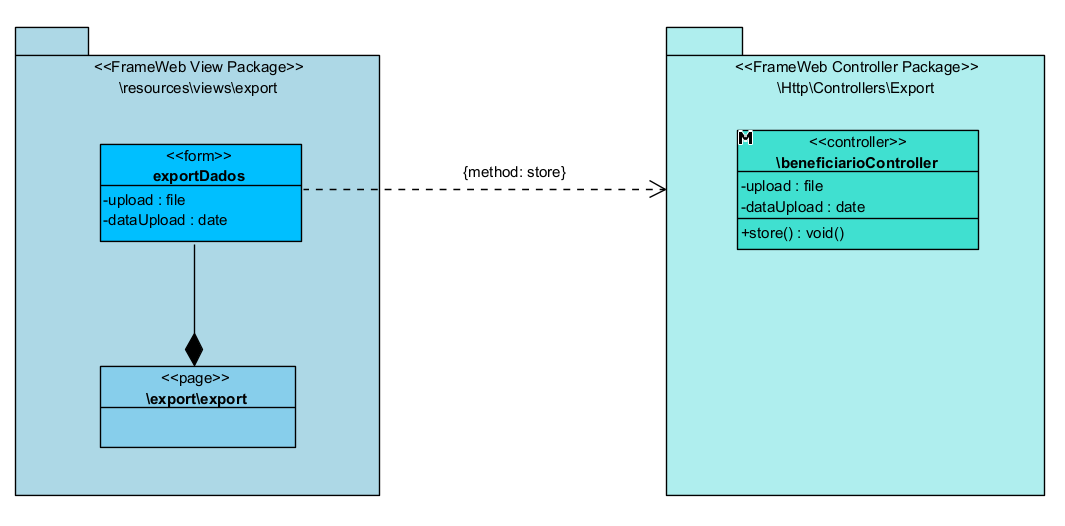 <<FrameWeb View Package>>
\resources\views\export
<<form>>
exportDados
-upload : file
-dataUpload : date
<<page>>
\export\export
{method: store}
<<FrameWeb Controller Package>>
\Http\Controllers\Export
M
<<controller>>
\beneficiarioController
-upload : file
-dataUpload : date
+store() : void()